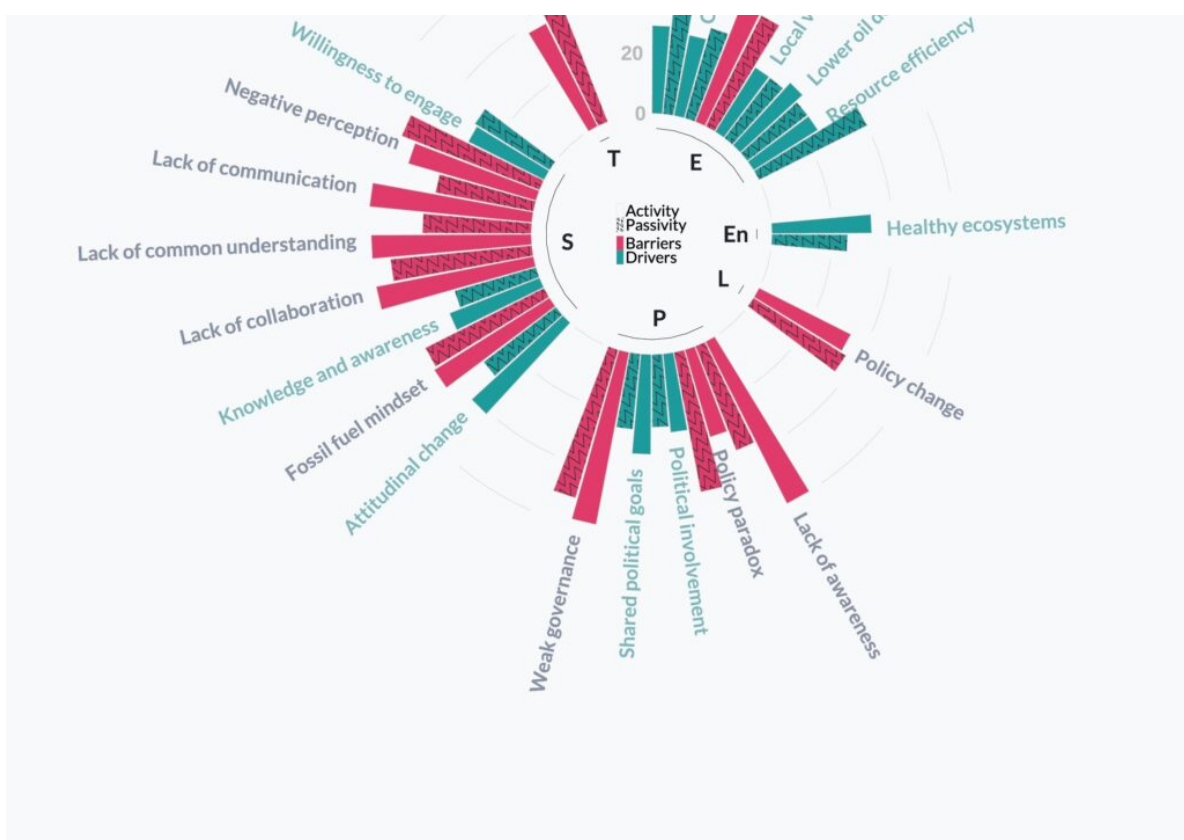 20
0
Local
Lower oil
Resource efficiency
Willingness to engage
Negative perception
Lack of communication
Lack of common understanding
Lack of collaboration
Knowledge and awareness
Fossil fuel mindset
Attitudinal change
T
E
S
En
L
P
Activity
Passivity
Barriers
Drivers
Healthy ecosystems
Policy change
Weak governance
Shared political goals
Political involvement
Policy paradox
Lack of awareness